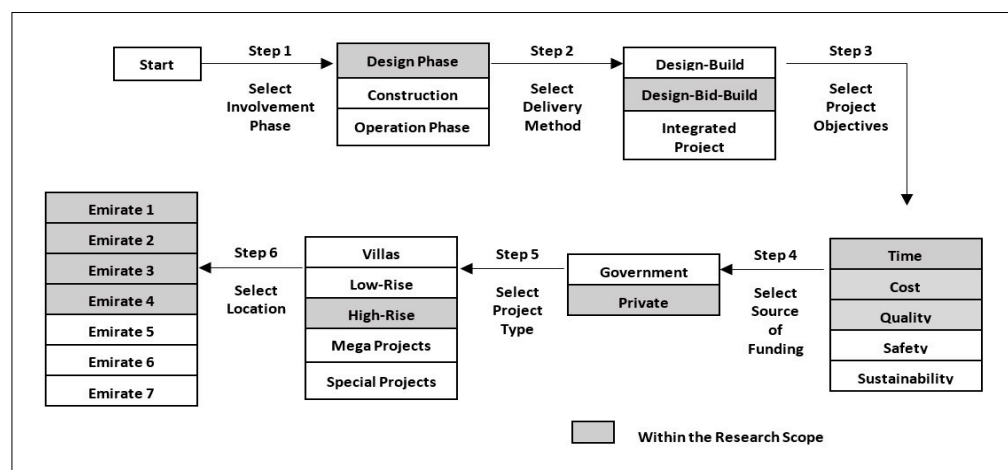 Start
Step 1
Select
Involvement
Phase
Design Phase
Construction
Operation Phase
Step 2
Select
Delivery
Method
Design-Build
Design-Bid-Build
Integrated
Project
Step 3
Select
Project
Objectives
Time
Cost
Quality
Safety
Sustainability
Step 4
Select
Source
of
Funding
Government
Private
Step 5
Select
Project
Type
Villas
Low-Rise
High-Rise
Mega Projects
Special Projects
Step 6
Select
Location
Emirate 1
Emirate 2
Emirate 3
Emirate 4
Emirate 5
Emirate 6
Emirate 7
Within the Research Scope